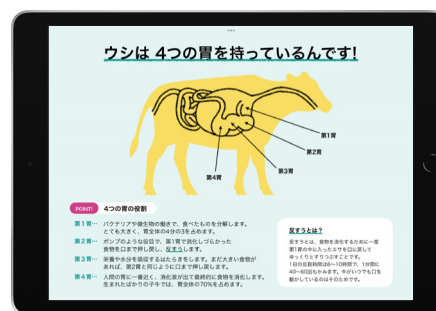 ウシは 4つの胃を持っているんです!
第1胃
第2胃
第3胃
第4胃
POINT! 4つの胃の役割
第1胃… バクテリアや微生物の働きで、食べたものを分解します。
とても大きく、胃全体の4分の3を占めます。
第2胃… ポンプのような役目で、第1胃で消化しづらかった
食物を口まで押し戻し、反すうします。
第3胃… 栄養や水分を吸収するはたらきをします。まだ大きい食物が
あれば、第2胃と同じように口まで押し戻します。
第4胃… 人間の胃に一番近く、消化液が出て最終的に食物を消化します。
生まれたばかりの子牛では、胃全体の70%を占めます。
反すうとは?
反すうとは、食物を消化するために一度
第1胃の中に入ったエサを口に戻して
ゆっくりとすりつぶすことです。
1日の反芻時間は6〜10時間で、1分間に
40〜60回もかみます。牛がいつでも口を
動かしているのはそのためです。